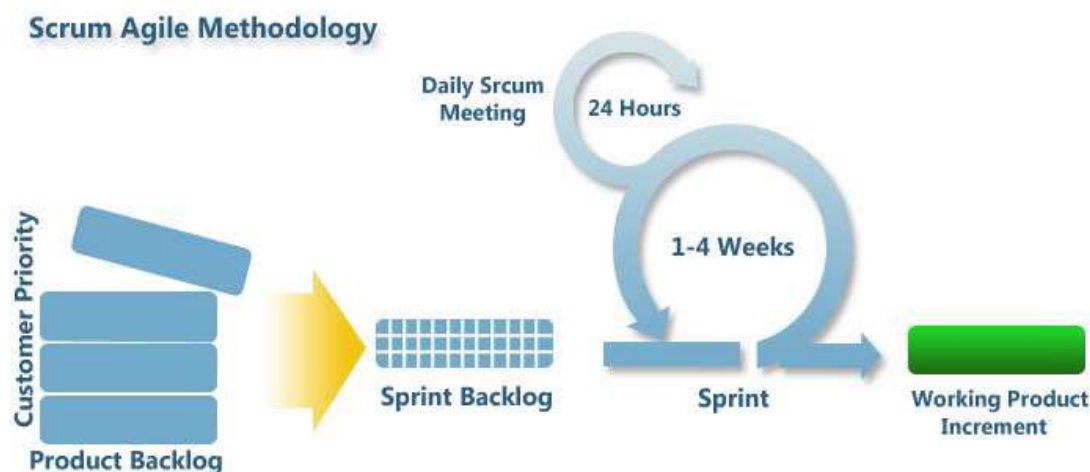 Scrum Agile Methodology
Daily Srcum
Meeting
24 Hours
1-4 Weeks
Customer Priority
Product Backlog
Sprint Backlog
Sprint
Working Product
Increment